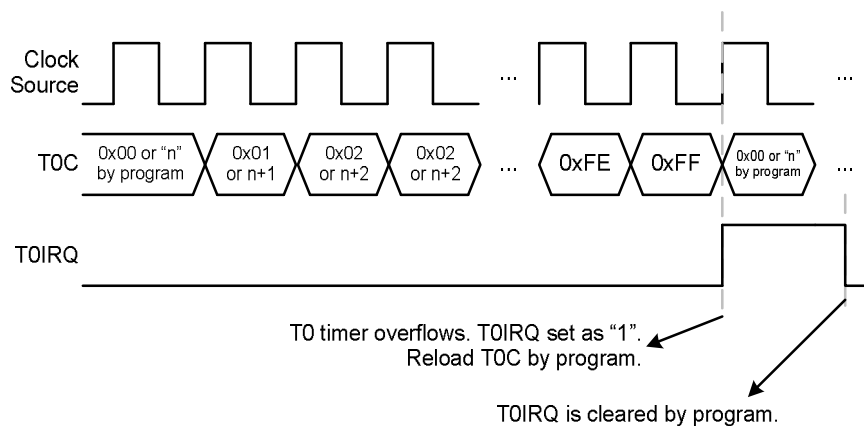 Clock
Source
...
...
T0C
0x00 or “n”
by program
0x01
or n+1
0x02
or n+2
0x02
or n+2
...
0xFE
0xFF
0x00 or “n”
by program
...
T0IRQ
T0 timer overflows. T0IRQ set as “1”.
Reload T0C by program.
T0IRQ is cleared by program.